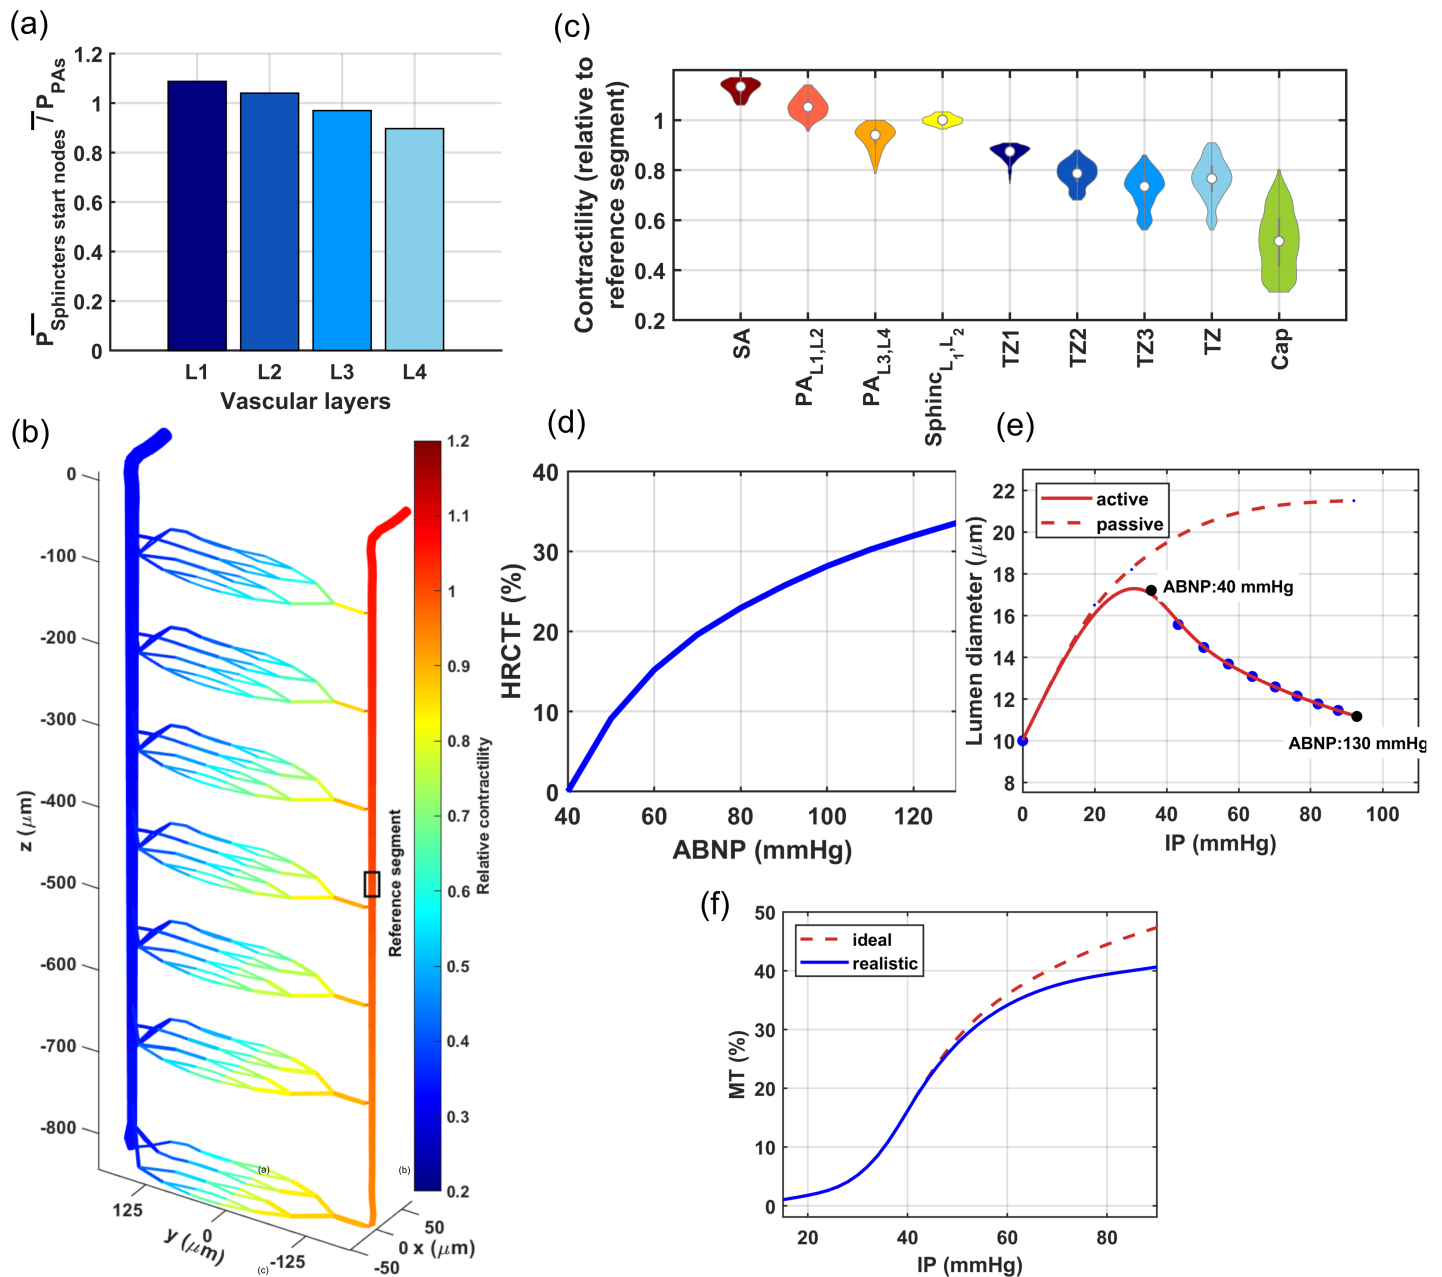 (a)
1.2
1
0.8
0.6
0.4
0.2
0
P̅Sphincters start nodes / P̅PAs
L1 L2 L3 L4
Vascular layers
(c)
Contractility (relative to
reference segment)
1
0.8
0.6
0.4
0.2
SA PAL1,L2 PAL3,L4 SphincL1,L2 TZ1 TZ2 TZ3 TZ Cap
(b)
0
-100
-200
-300
-400
-500
-600
-700
-800
z (μm)
125 0 -125
y (μm)
50
0
-50
x (μm)
Reference segment
1.2
1.1
1
0.9
0.8
0.7
0.6
0.5
0.4
0.3
0.2
Relative contractility
(a)
(b)
(c)
(d)
40
30
20
10
0
HRCTF (%)
40 60 80 100 120
ABNP (mmHg)
(e)
22
20
18
16
14
12
10
8
Lumen diameter (μm)
active
passive
ABNP:40 mmHg
ABNP:130 mmHg
0 20 40 60 80 100
IP (mmHg)
(f)
50
40
30
20
10
0
MT (%)
ideal
realistic
20 40 60 80
IP (mmHg)